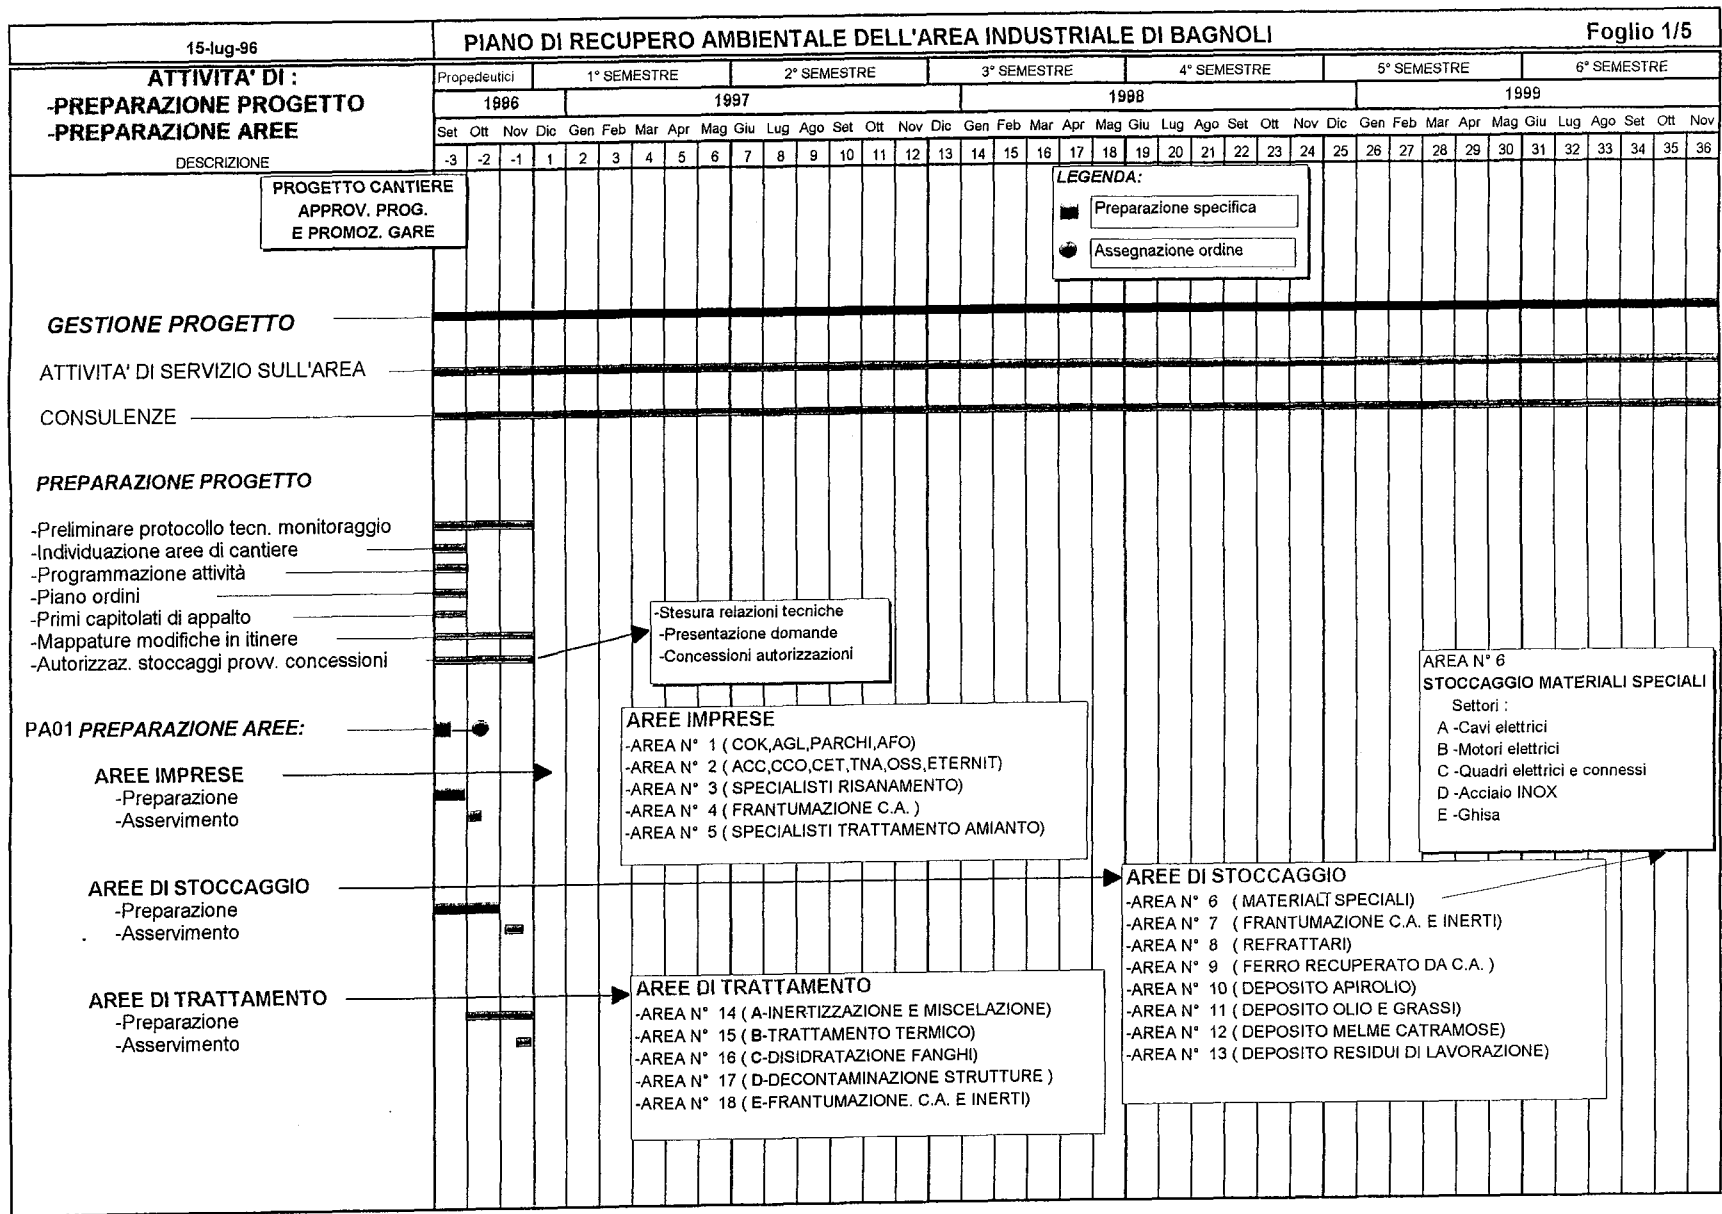 15-lug-96
PIANO DI RECUPERO AMBIENTALE DELL'AREA INDUSTRIALE DI BAGNOLI
Foglio 1/5
ATTIVITA' DI :
-PREPARAZIONE PROGETTO
-PREPARAZIONE AREE
DESCRIZIONE
Propedeutici 1° SEMESTRE 2° SEMESTRE 3° SEMESTRE 4° SEMESTRE 5° SEMESTRE 6° SEMESTRE
1996 1997 1998 1999
Set Ott Nov Dic Gen Feb Mar Apr Mag Giu Lug Ago Set Ott Nov Dic Gen Feb Mar Apr Mag Giu Lug Ago Set Ott Nov Dic Gen Feb Mar Apr Mag Giu Lug Ago Set Ott Nov
-3 -2 -1 1 2 3 4 5 6 7 8 9 10 11 12 13 14 15 16 17 18 19 20 21 22 23 24 25 26 27 28 29 30 31 32 33 34 35 36
PROGETTO CANTIERE
APPROV. PROG.
E PROMOZ. GARE
LEGENDA:
Preparazione specifica
Assegnazione ordine
GESTIONE PROGETTO
ATTIVITA' DI SERVIZIO SULL'AREA
CONSULENZE
PREPARAZIONE PROGETTO
-Preliminare protocollo tecn. monitoraggio
-Individuazione aree di cantiere
-Programmazione attività
-Piano ordini
-Primi capitolati di appalto
-Mappature modifiche in itinere
-Autorizzaz. stoccaggi provv. concessioni
-Stesura relazioni tecniche
-Presentazione domande
-Concessioni autorizzazioni
AREA N° 6
STOCCAGGIO MATERIALI SPECIALI
Settori :
A -Cavi elettrici
B -Motori elettrici
C -Quadri elettrici e connessi
D -Acciaio INOX
E -Ghisa
PA01 PREPARAZIONE AREE:
AREE IMPRESE
-Preparazione
-Asservimento
AREE IMPRESE
-AREA N° 1 ( COK,AGL,PARCHI,AFO)
-AREA N° 2 ( ACC,CCO,CET,TNA,OSS,ETERNIT)
-AREA N° 3 ( SPECIALISTI RISANAMENTO)
-AREA N° 4 ( FRANTUMAZIONE C.A. )
-AREA N° 5 ( SPECIALISTI TRATTAMENTO AMIANTO)
AREE DI STOCCAGGIO
-Preparazione
-Asservimento
AREE DI STOCCAGGIO
-AREA N° 6 ( MATERIALI SPECIALI)
-AREA N° 7 ( FRANTUMAZIONE C.A. E INERTI)
-AREA N° 8 ( REFRATTARI)
-AREA N° 9 ( FERRO RECUPERATO DA C.A. )
-AREA N° 10 ( DEPOSITO APIROLIO)
-AREA N° 11 ( DEPOSITO OLIO E GRASSI)
-AREA N° 12 ( DEPOSITO MELME CATRAMOSE)
-AREA N° 13 ( DEPOSITO RESIDUI DI LAVORAZIONE)
AREE DI TRATTAMENTO
-Preparazione
-Asservimento
AREE DI TRATTAMENTO
-AREA N° 14 ( A-INERTIZZAZIONE E MISCELAZIONE)
-AREA N° 15 ( B-TRATTAMENTO TERMICO)
-AREA N° 16 ( C-DISIDRATAZIONE FANGHI)
-AREA N° 17 ( D-DECONTAMINAZIONE STRUTTURE )
-AREA N° 18 ( E-FRANTUMAZIONE. C.A. E INERTI)